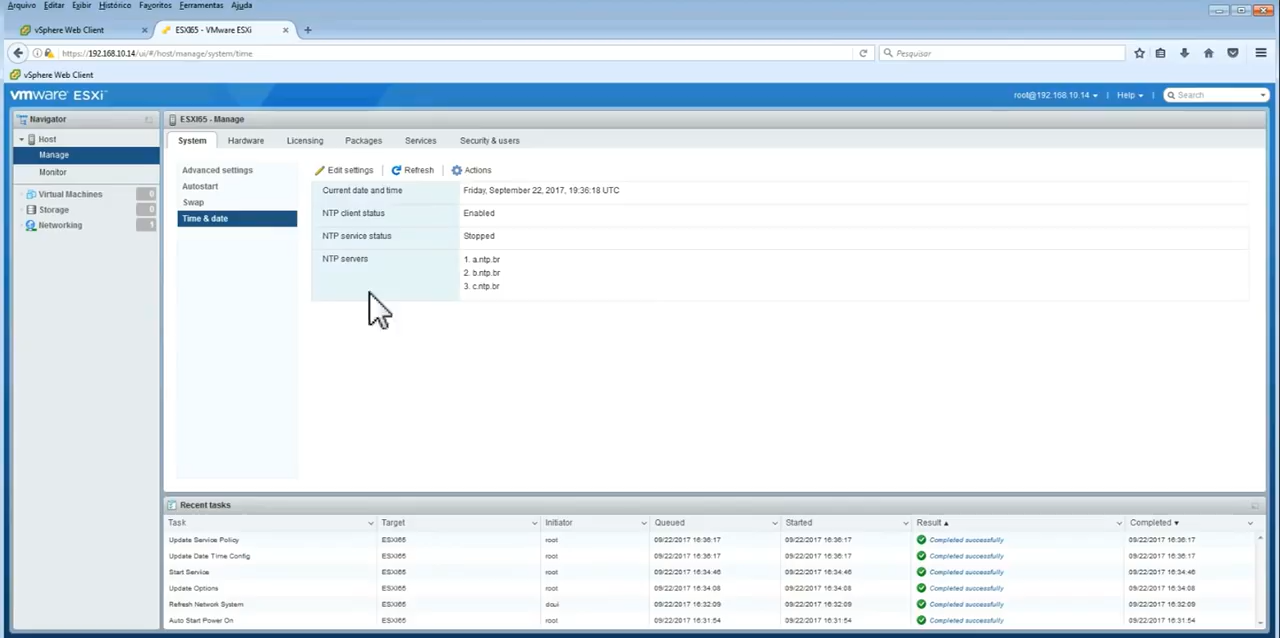 Arquivo Editar Exibir Histórico Favoritos Ferramentas Ajuda
vSphere Web Client × ESXI65 - VMware ESXi × +
https://192.168.10.14/ui/#/host/manage/system/time Pesquisar
vSphere Web Client
vmware ESXi™ root@192.168.10.14 | Help | Search
Navigator
Host
Manage
Monitor
Virtual Machines 0
Storage 0
Networking 1
ESXI65 - Manage
System Hardware Licensing Packages Services Security & users
Advanced settings
Autostart
Swap
Time & date
Edit settings | Refresh | Actions
Current date and time Friday, September 22, 2017, 19:36:18 UTC
NTP client status Enabled
NTP service status Stopped
NTP servers 1. a.ntp.br
2. b.ntp.br
3. c.ntp.br
Recent tasks
Task Target Initiator Queued Started Result Completed
Update Service Policy ESXI65 root 09/22/2017 16:36:17 09/22/2017 16:36:17 Completed successfully 09/22/2017 16:36:17
Update Date Time Config ESXI65 root 09/22/2017 16:36:17 09/22/2017 16:36:17 Completed successfully 09/22/2017 16:36:17
Start Service ESXI65 root 09/22/2017 16:34:46 09/22/2017 16:34:46 Completed successfully 09/22/2017 16:34:46
Update Options ESXI65 root 09/22/2017 16:34:08 09/22/2017 16:34:08 Completed successfully 09/22/2017 16:34:08
Refresh Network System ESXI65 dcui 09/22/2017 16:32:09 09/22/2017 16:32:09 Completed successfully 09/22/2017 16:32:09
Auto Start Power On ESXI65 root 09/22/2017 16:31:54 09/22/2017 16:31:54 Completed successfully 09/22/2017 16:31:54